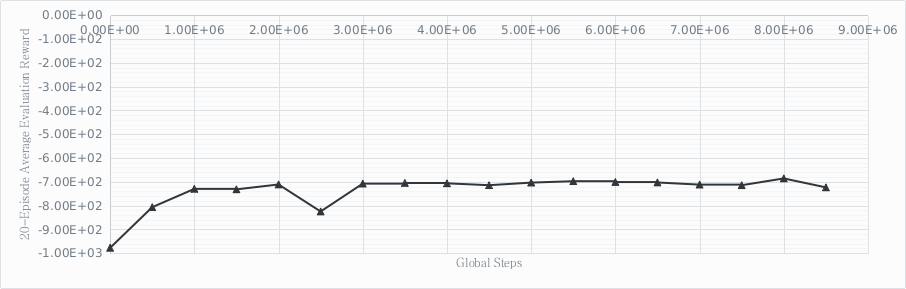 0.00E+00
0.00E+00 1.00E+06 2.00E+06 3.00E+06 4.00E+06 5.00E+06 6.00E+06 7.00E+06 8.00E+06 9.00E+06
-1.00E+02
-2.00E+02
-3.00E+02
-4.00E+02
-5.00E+02
-6.00E+02
-7.00E+02
-8.00E+02
-9.00E+02
-1.00E+03
20-Episode Average Evaluation Reward
Global Steps